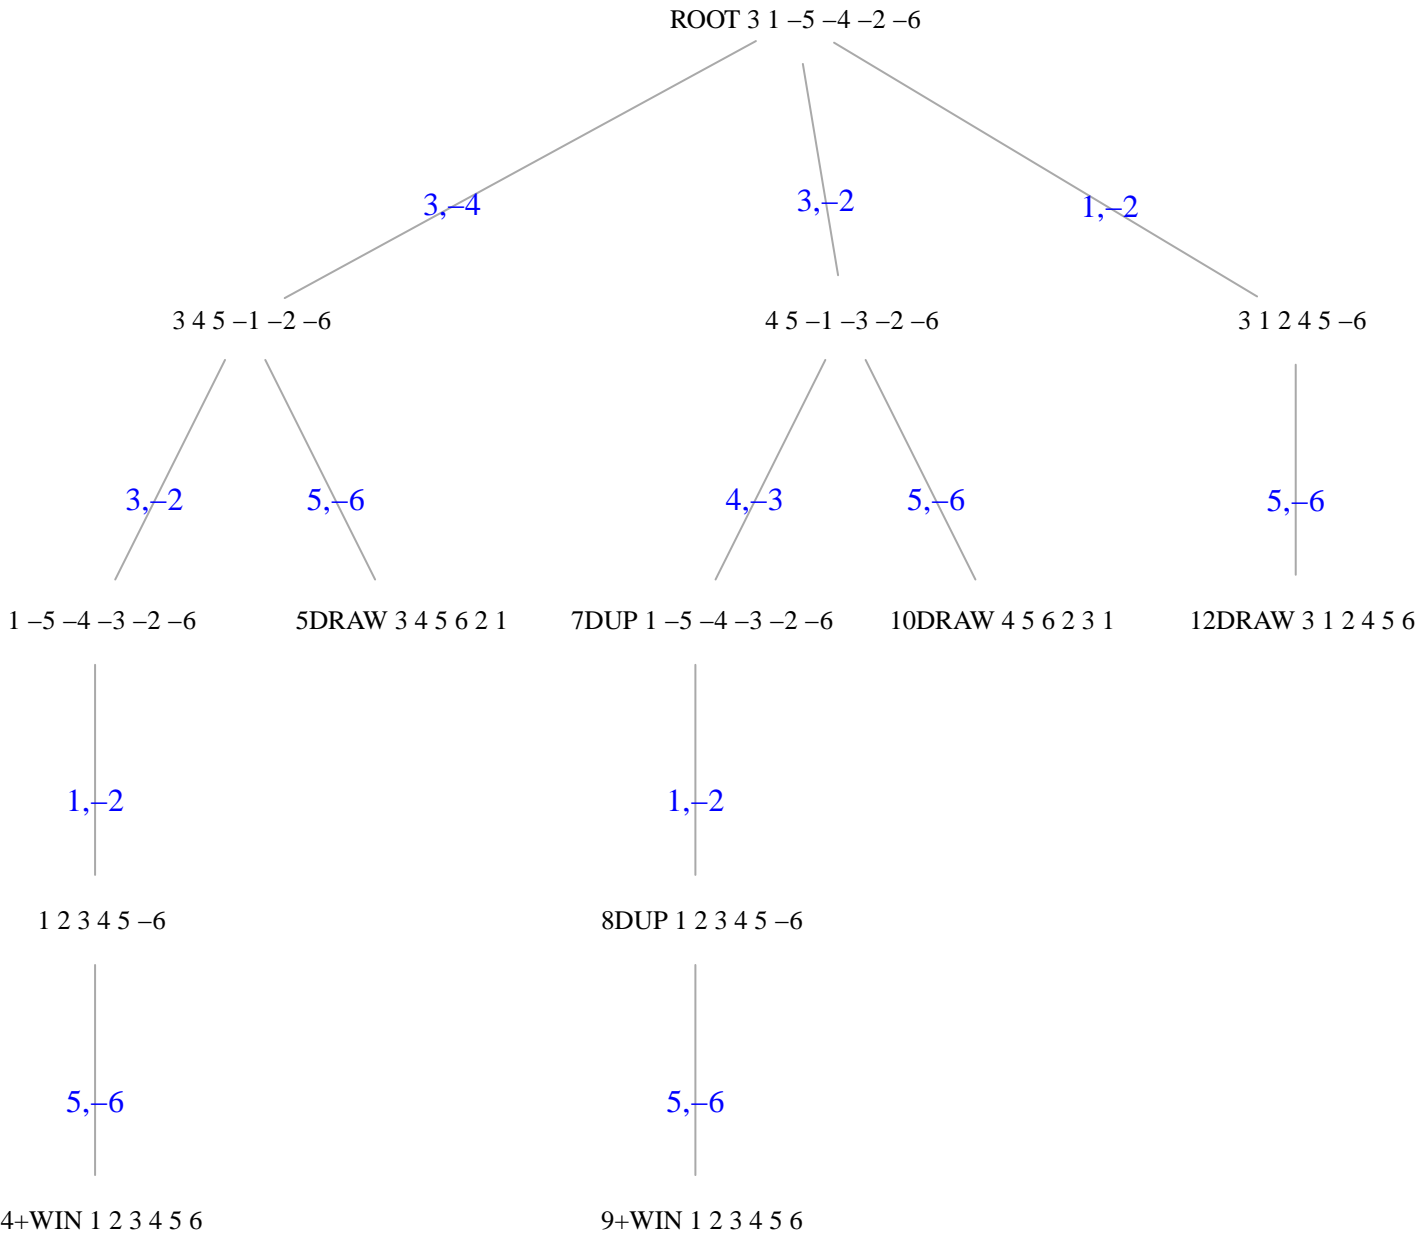 ROOT 3 1 –5 –4 –2 –6
3,–4
3,–2
1,–2
3 4 5 –1 –2 –6
4 5 –1 –3 –2 –6
3 1 2 4 5 –6
3,–2
5,–6
4,–3
5,–6
5,–6
1 –5 –4 –3 –2 –6
5DRAW 3 4 5 6 2 1
7DUP 1 –5 –4 –3 –2 –6
10DRAW 4 5 6 2 3 1
12DRAW 3 1 2 4 5 6
1,–2
1,–2
1 2 3 4 5 –6
8DUP 1 2 3 4 5 –6
5,–6
5,–6
4+WIN 1 2 3 4 5 6
9+WIN 1 2 3 4 5 6